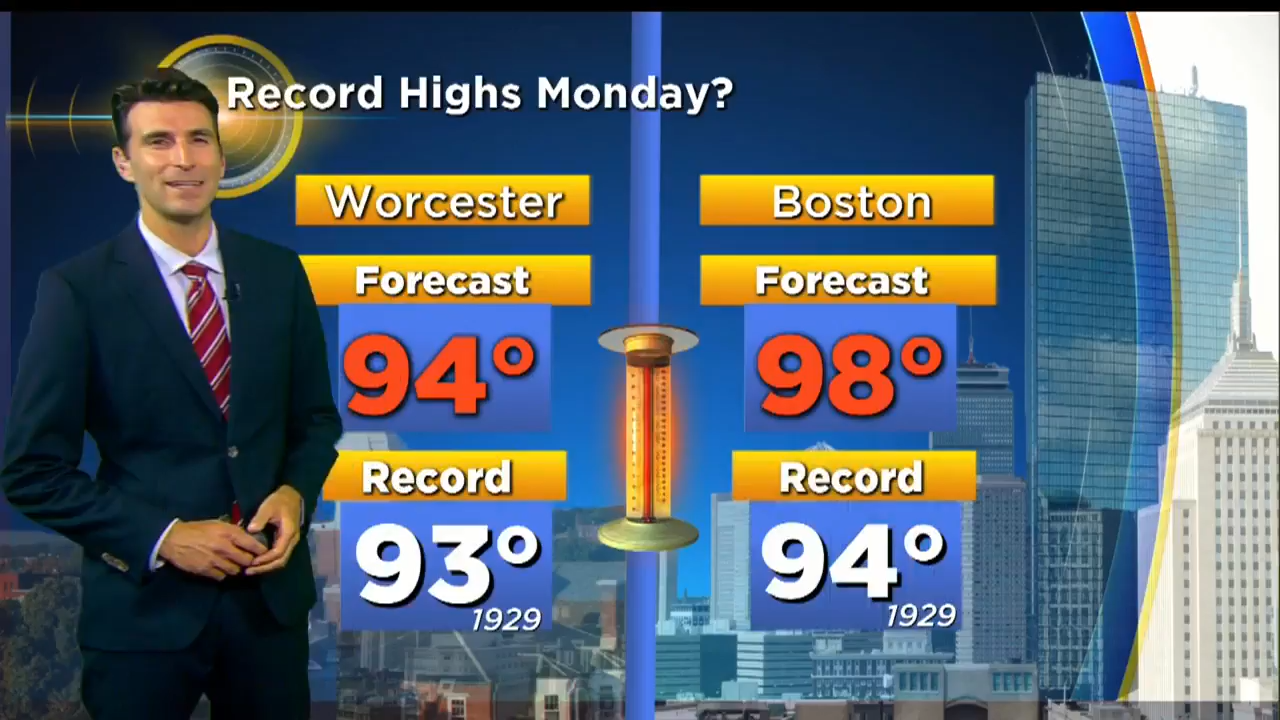 Record Highs Monday?
Worcester
Boston
Forecast
Forecast
94°
98°
Record
Record
93°
94°
1929
1929